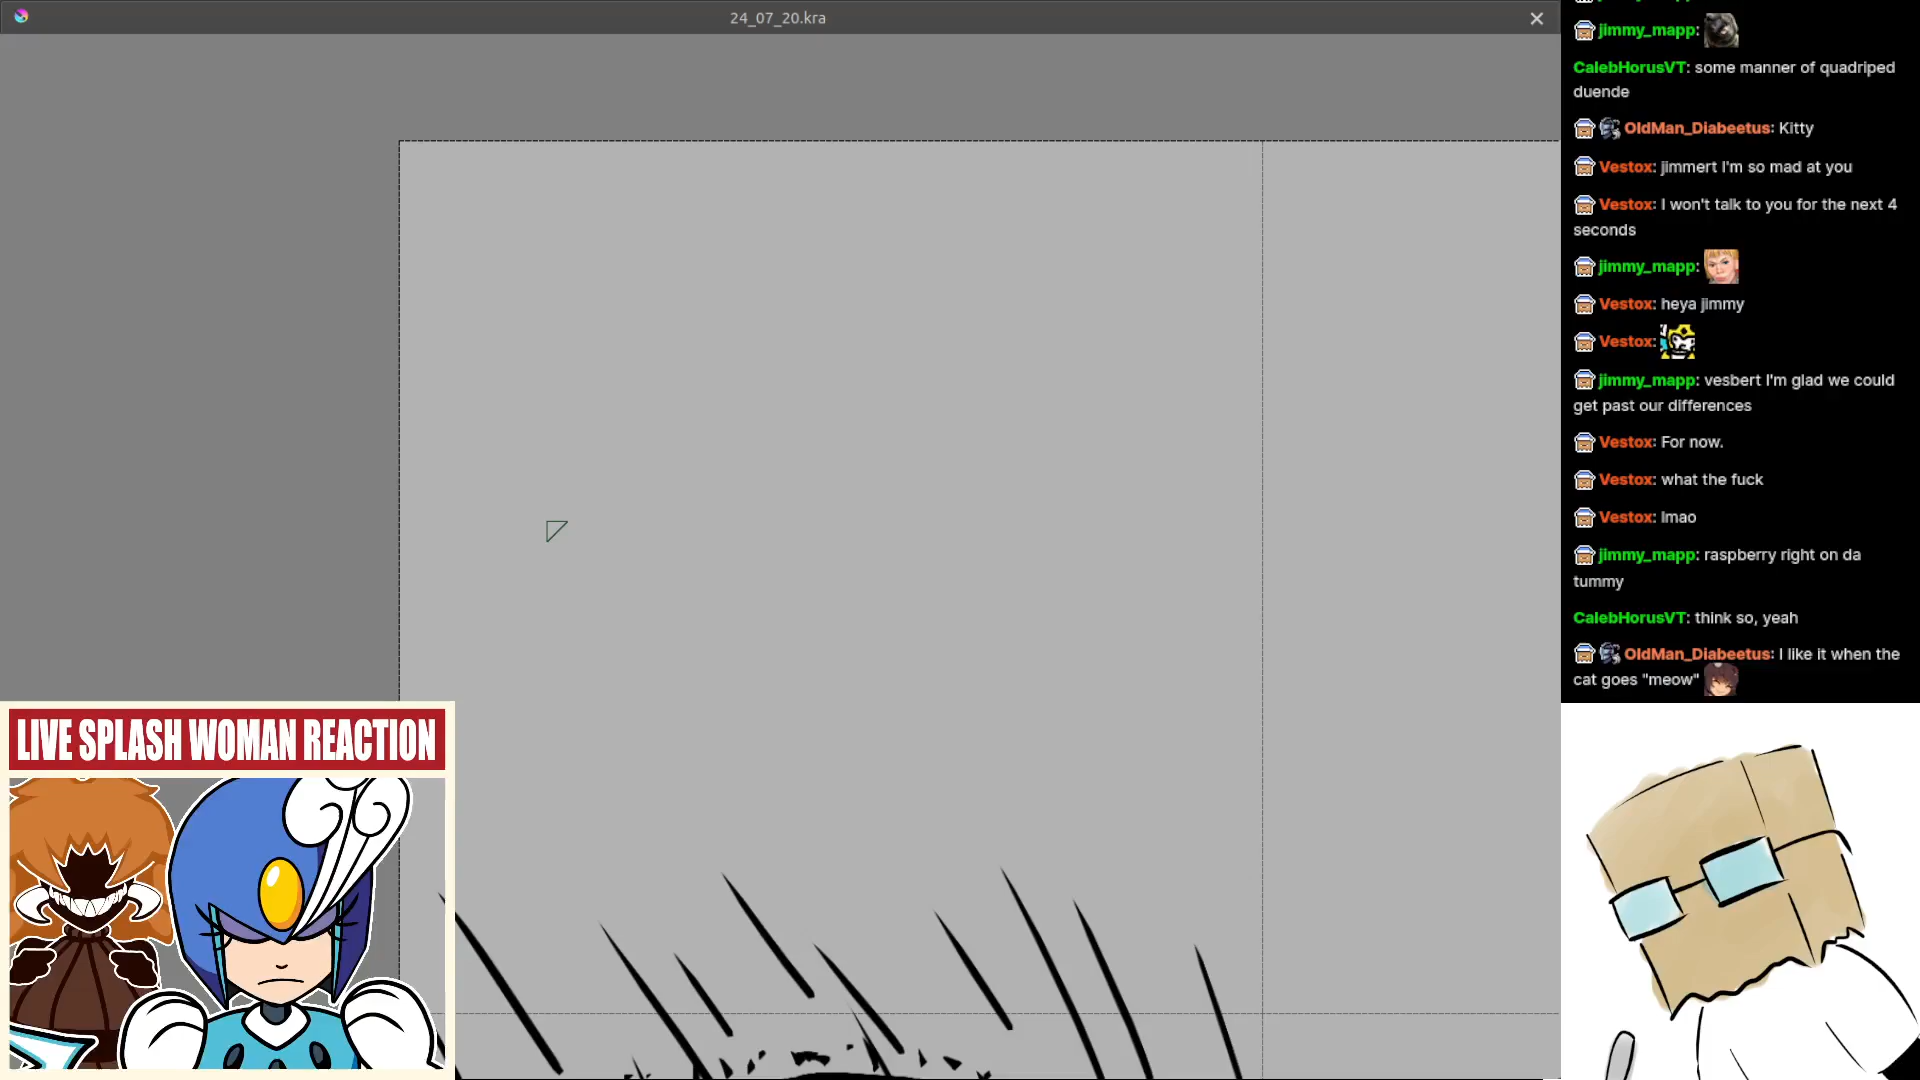 24_07_20.kra
jimmy_mapp:
CalebHorusVT: some manner of quadriped
duende
OldMan_Diabeetus: Kitty
Vestox: jimmert I'm so mad at you
Vestox: I won't talk to you for the next 4
seconds
jimmy_mapp:
Vestox: heya jimmy
Vestox:
jimmy_mapp: vesbert I'm glad we could
get past our differences
Vestox: For now.
Vestox: what the fuck
Vestox: lmao
jimmy_mapp: raspberry right on da
tummy
CalebHorusVT: think so, yeah
OldMan_Diabeetus: I like it when the
cat goes "meow"
LIVE SPLASH WOMAN REACTION